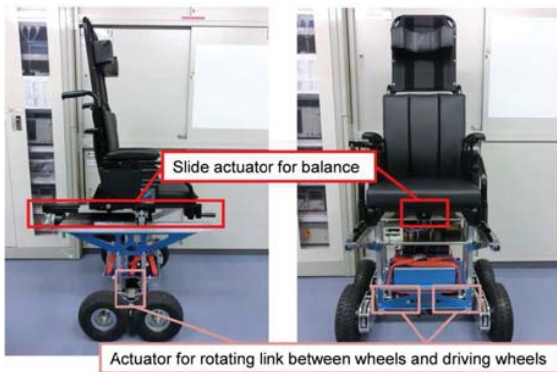 Slide actuator for balance
Actuator for rotating link between wheels and driving wheels